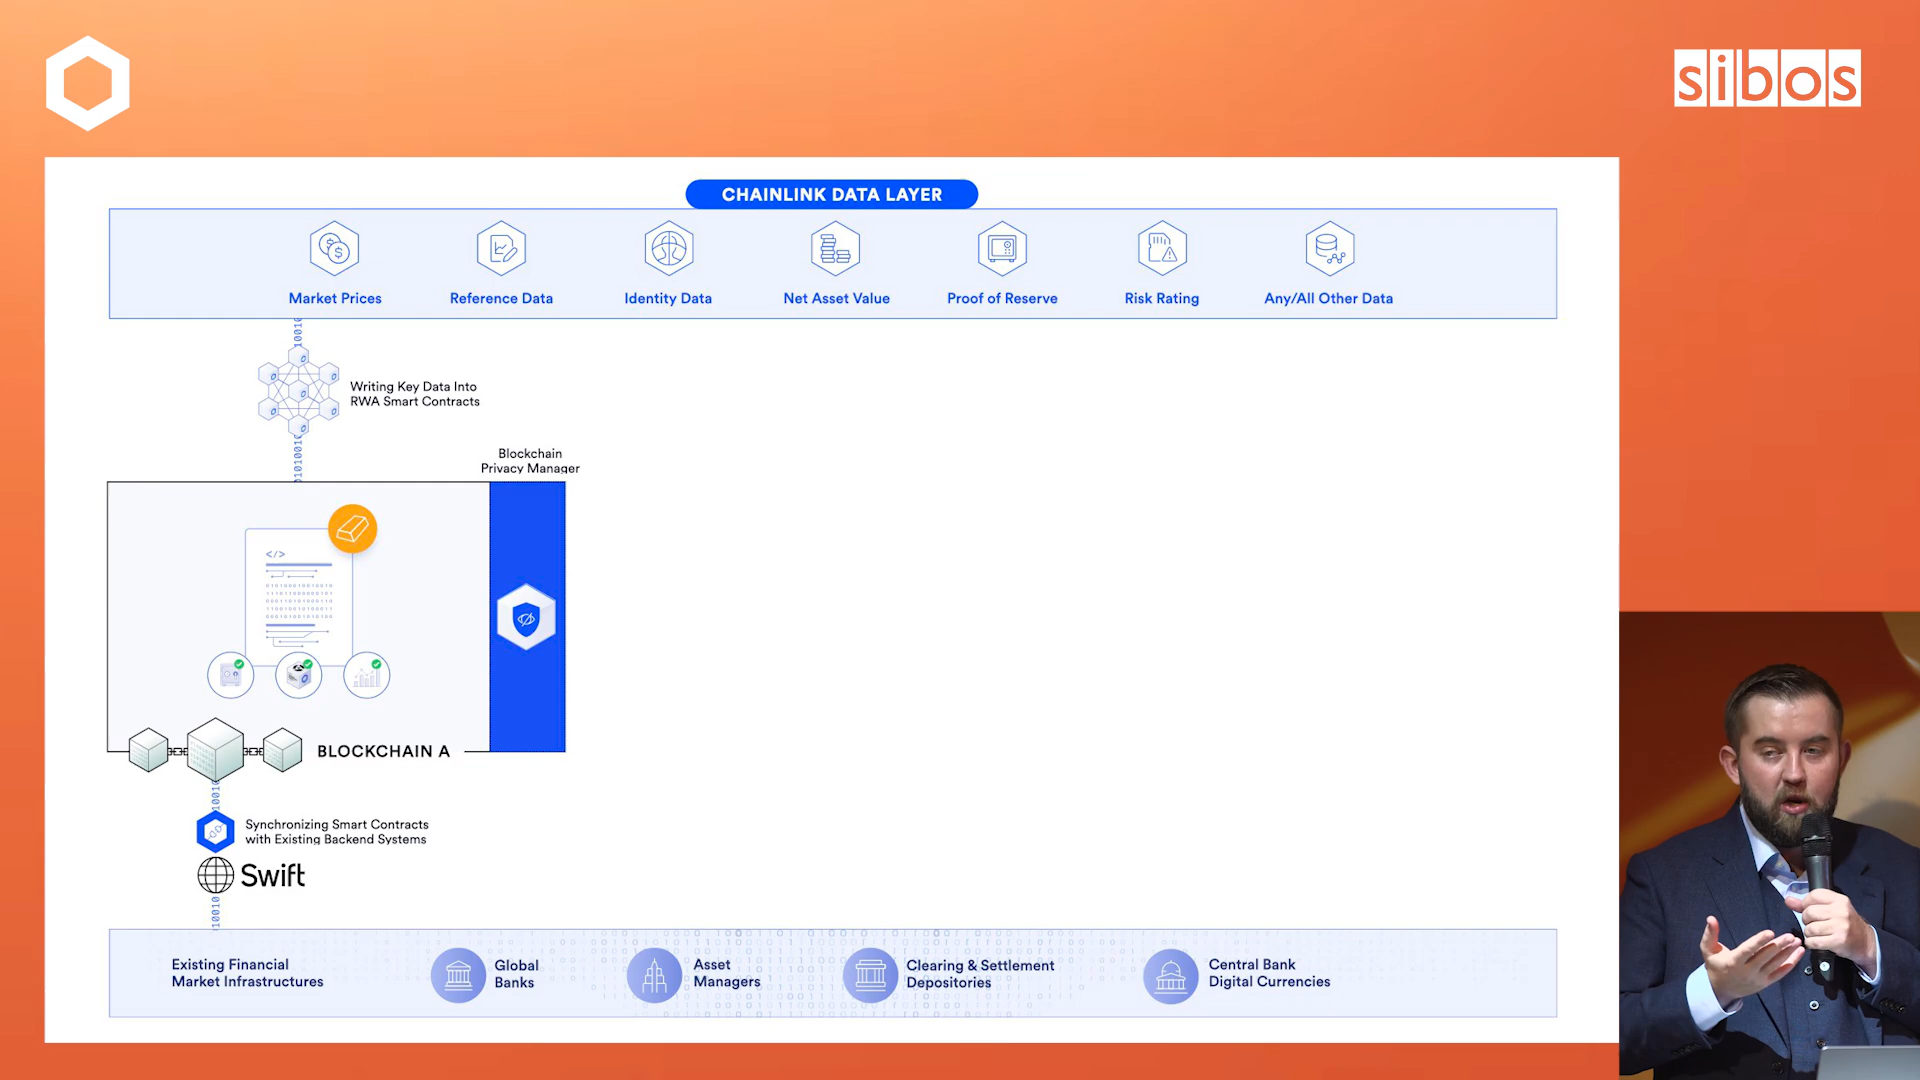 sibos
CHAINLINK DATA LAYER
Market Prices
Reference Data
Identity Data
Net Asset Value
Proof of Reserve
Risk Rating
Any/All Other Data
Writing Key Data Into
RWA Smart Contracts
Blockchain
Privacy Manager
</>
BLOCKCHAIN A
Synchronizing Smart Contracts
with Existing Backend Systems
Swift
Existing Financial
Market Infrastructures
Global
Banks
Asset
Managers
Clearing & Settlement
Depositories
Central Bank
Digital Currencies